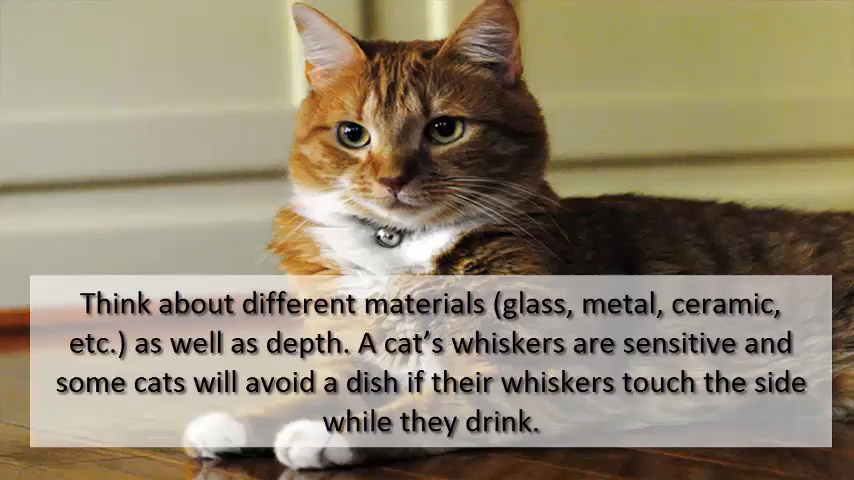 Think about different materials (glass, metal, ceramic,
etc.) as well as depth. A cat’s whiskers are sensitive and
some cats will avoid a dish if their whiskers touch the side
while they drink.